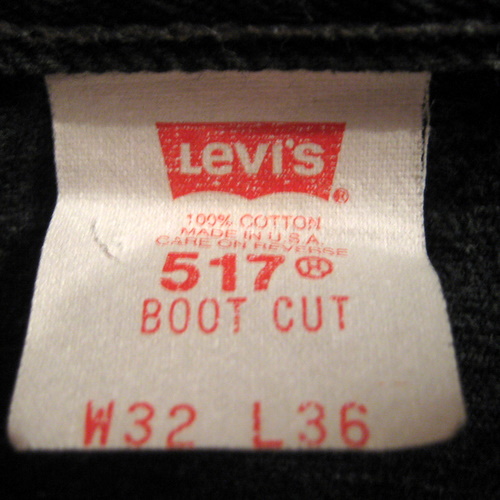 LEVI'S ®
100% COTTON
MADE IN U.S.A.
CARE ON REVERSE
517 ®
BOOT CUT
W32 L36